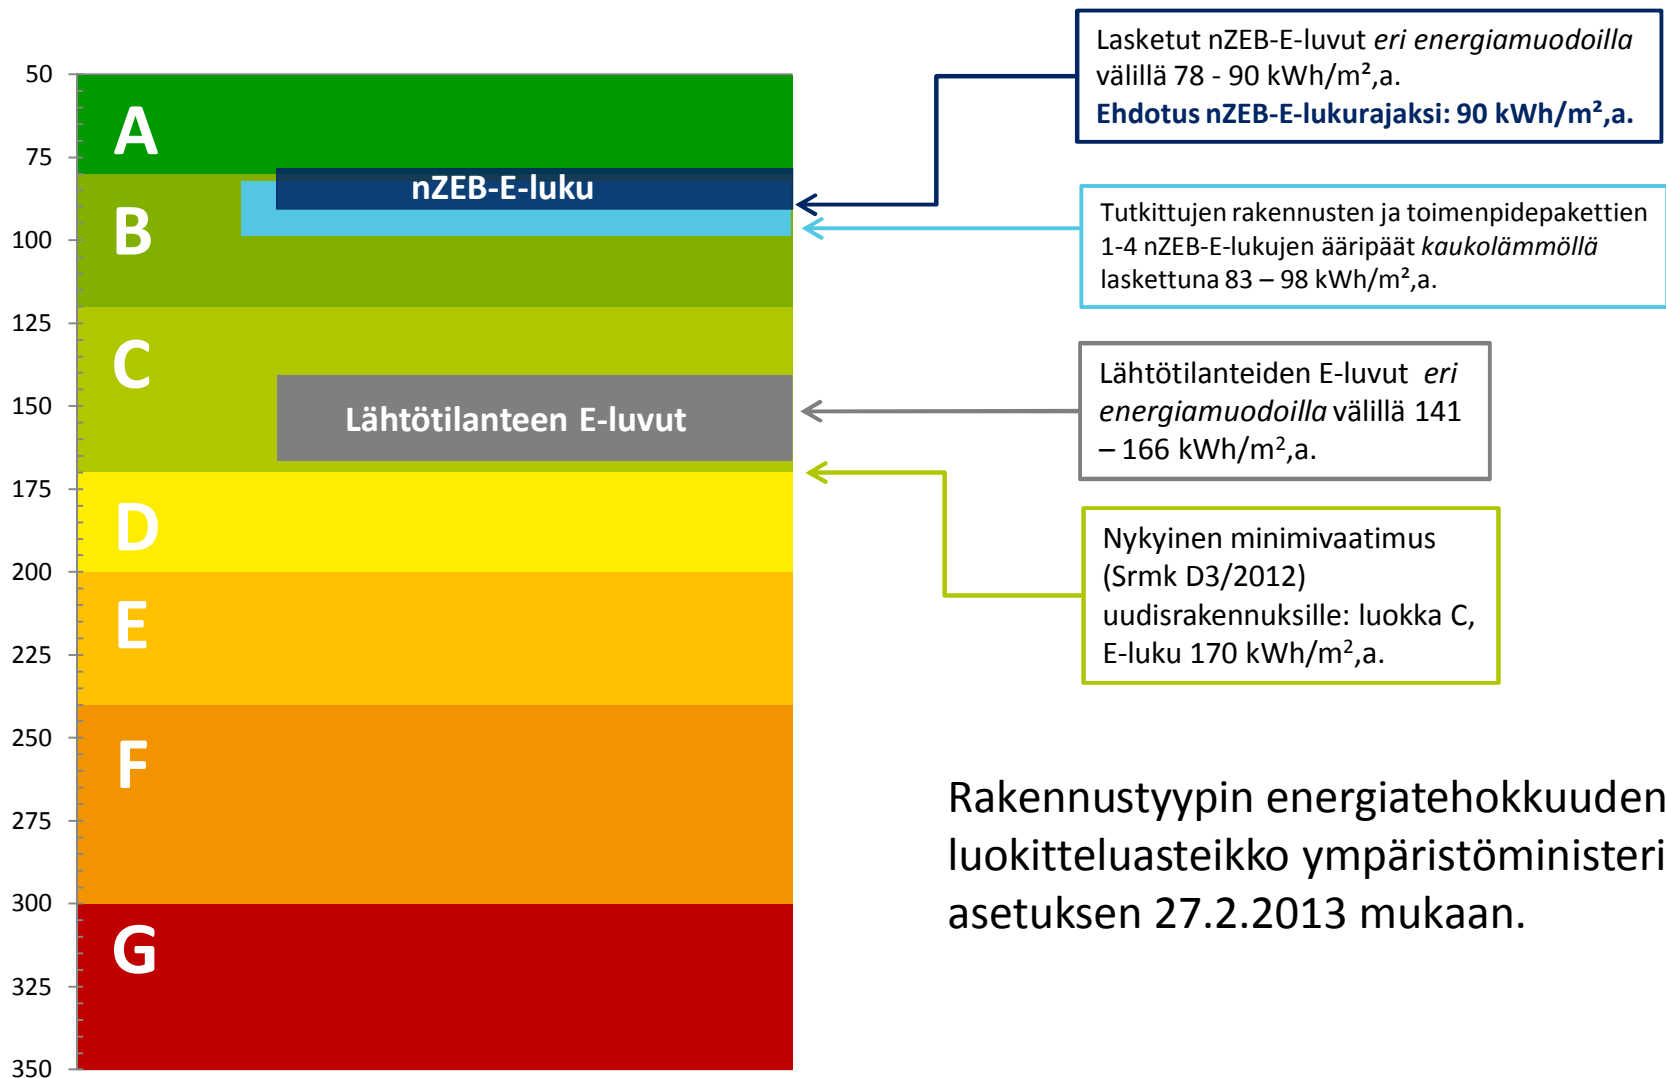 50
75
100
125
150
175
200
225
250
275
300
325
350
A
B
C
D
E
F
G
nZEB-E-luku
Lähtötilanteen E-luvut
Lasketut nZEB-E-luvut eri energiamuodoilla
välillä 78 - 90 kWh/m²,a.
Ehdotus nZEB-E-lukurajaksi: 90 kWh/m²,a.
Tutkittujen rakennusten ja toimenpidepakettien
1-4 nZEB-E-lukujen ääripäät kaukolämmöllä
laskettuna 83 – 98 kWh/m²,a.
Lähtötilanteiden E-luvut eri
energiamuodoilla välillä 141
– 166 kWh/m²,a.
Nykyinen minimivaatimus
(Srmk D3/2012)
uudisrakennuksille: luokka C,
E-luku 170 kWh/m²,a.
Rakennustyypin energiatehokkuuden
luokitteluasteikko ympäristöministeri
asetuksen 27.2.2013 mukaan.